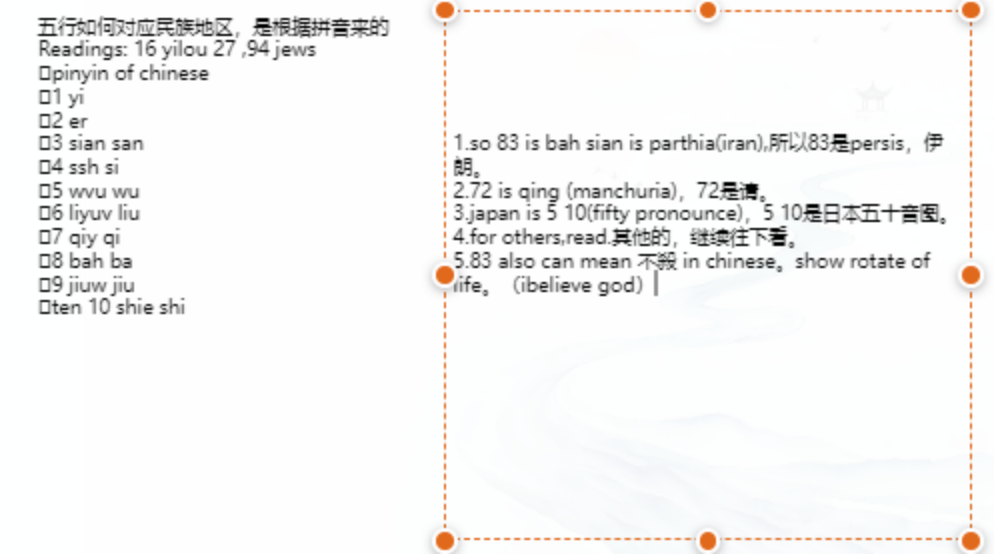 五行如何对应民族地区，是根据拼音来的
Readings: 16 yilou 27 ,94 jews
□pinyin of chinese
□1 yi
□2 er
□3 sian san
□4 ssh si
□5 wvu wu
□6 liyuv liu
□7 qiy qi
□8 bah ba
□9 jiuw jiu
□ten 10 shie shi
1.so 83 is bah sian is parthia(iran),所以83是persis，伊
朗。
2.72 is qing (manchuria)，72是请。
3.japan is 5 10(fifty pronounce)，5 10是日本五十音图。
4.for others,read.其他的，继续往下看。
5.83 also can mean 不殺 in chinese。show rotate of
life。（ibelieve god）